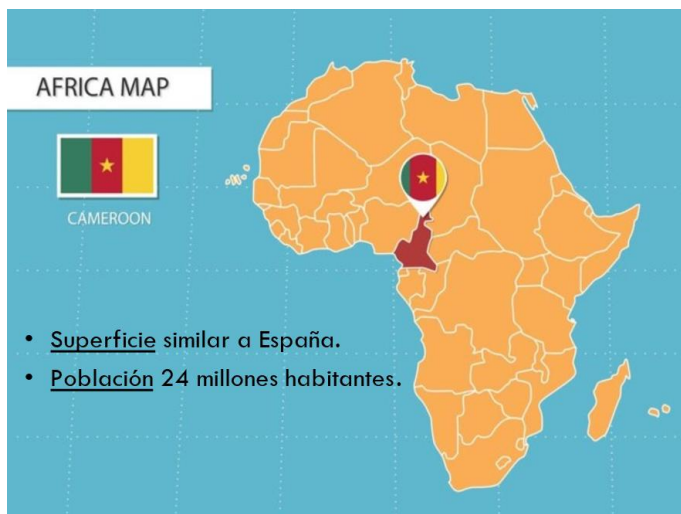 AFRICA MAP
CAMEROON
• Superficie similar a España.
• Población 24 millones habitantes.